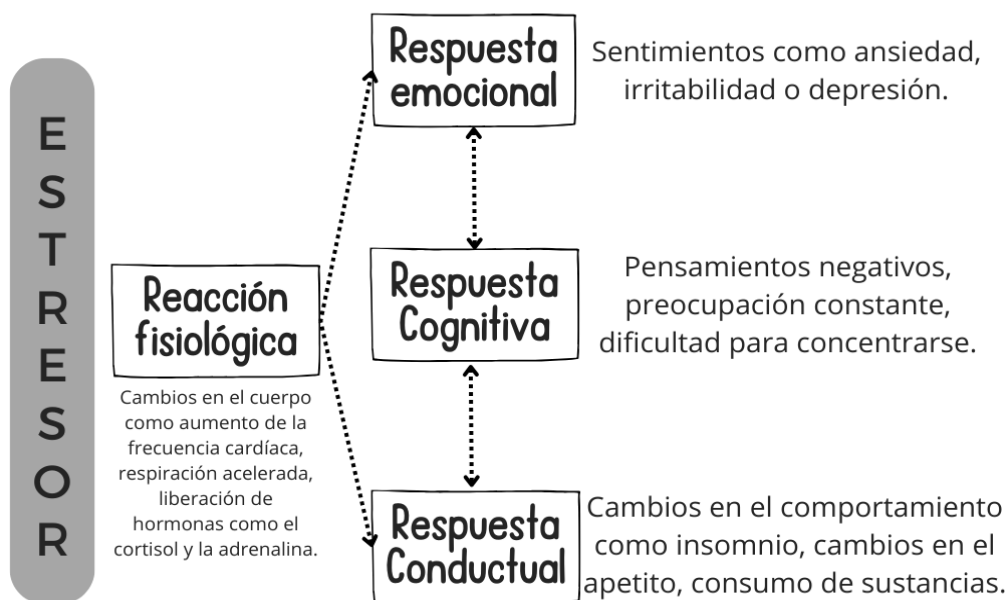 ESTRESOR
Reacción
fisiológica
Cambios en el cuerpo
como aumento de la
frecuencia cardíaca,
respiración acelerada,
liberación de
hormonas como el
cortisol y la adrenalina.
Respuesta
emocional
Sentimientos como ansiedad,
irritabilidad o depresión.
Respuesta
Cognitiva
Pensamientos negativos,
preocupación constante,
dificultad para concentrarse.
Respuesta
Conductual
Cambios en el comportamiento
como insomnio, cambios en el
apetito, consumo de sustancias.